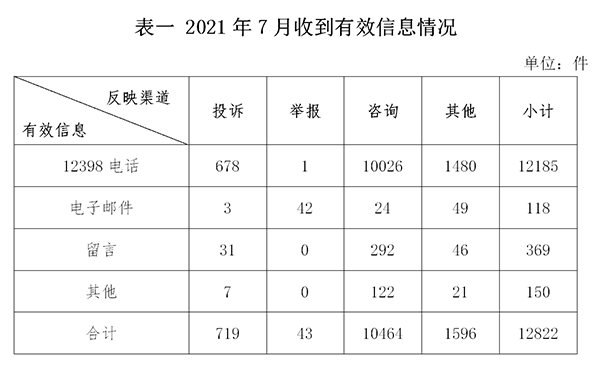 表一 2021 年 7 月收到有效信息情况
单位：件
反映渠道 有效信息 投诉 举报 咨询 其他 小计
12398 电话 678 1 10026 1480 12185
电子邮件 3 42 24 49 118
留言 31 0 292 46 369
其他 7 0 122 21 150
合计 719 43 10464 1596 12822